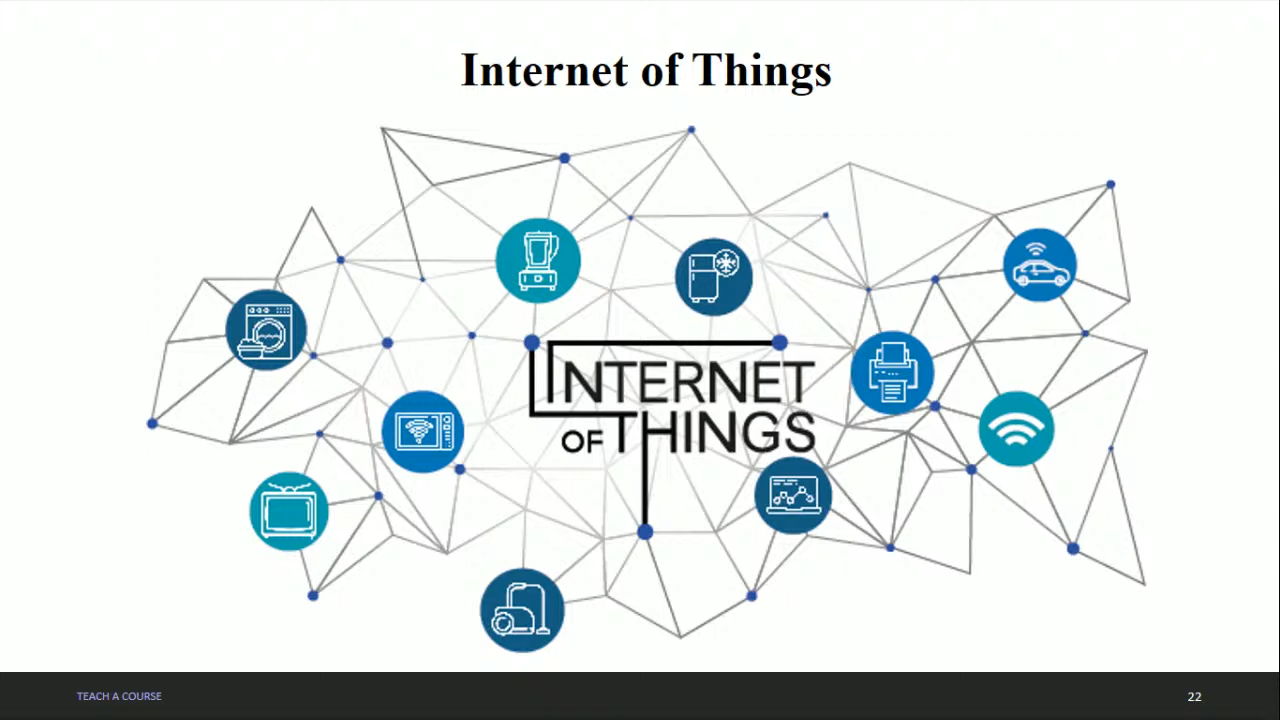 Internet of Things
INTERNET
OF THINGS
TEACH A COURSE
22